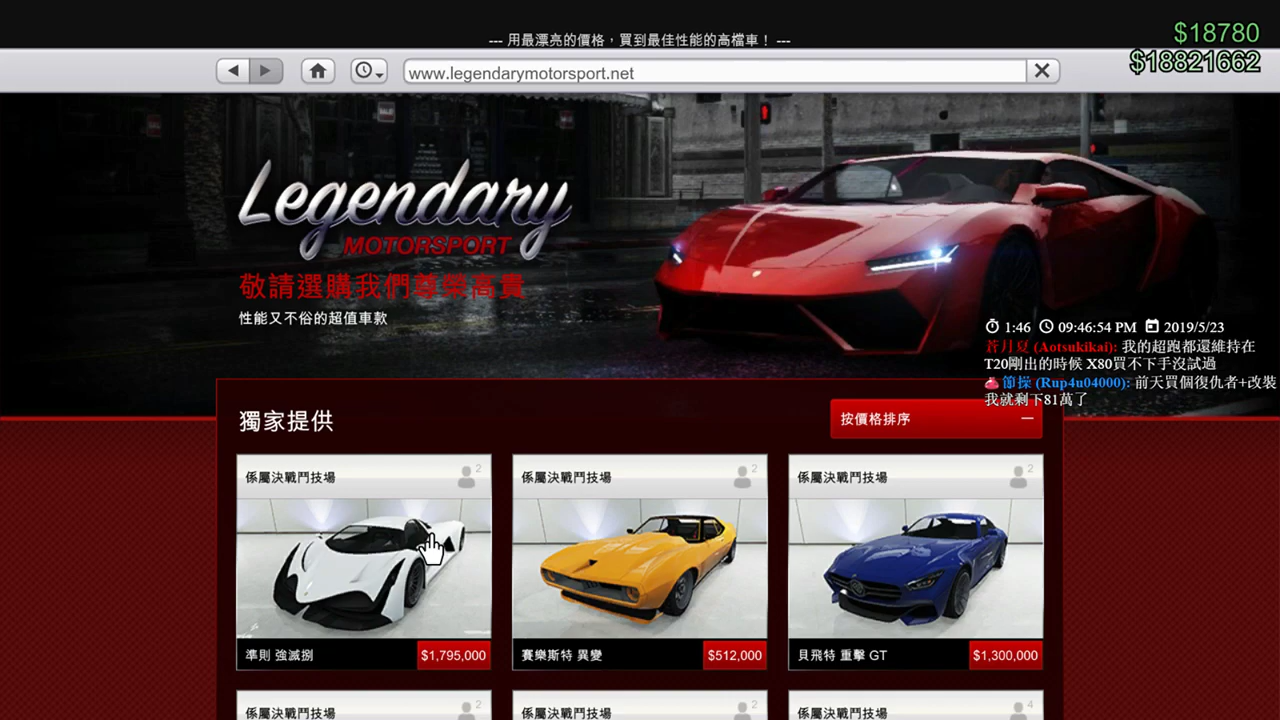 --- 用最漂亮的價格，買到最佳性能的高檔車！ ---
$18780
$18821662
www.legendarymotorsport.net
Legendary
MOTORSPORT
敬請選購我們尊榮高貴
性能又不俗的超值車款
1:46 09:46:54 PM 2019/5/23
蒼月夏 (Aotsukikai): 我的超跑都還維持在
T20剛出的時候 X80買不下手沒試過
節操 (Rup4u04000): 前天買個復仇者+改裝
我就剩下81萬了
獨家提供
按價格排序
係屬決戰鬥技場 2
係屬決戰鬥技場 2
係屬決戰鬥技場 2
準則 強滅捌 $1,795,000
賽樂斯特 異變 $512,000
貝飛特 重擊 GT $1,300,000
係屬決戰鬥技場 2
係屬決戰鬥技場 2
係屬決戰鬥技場 4